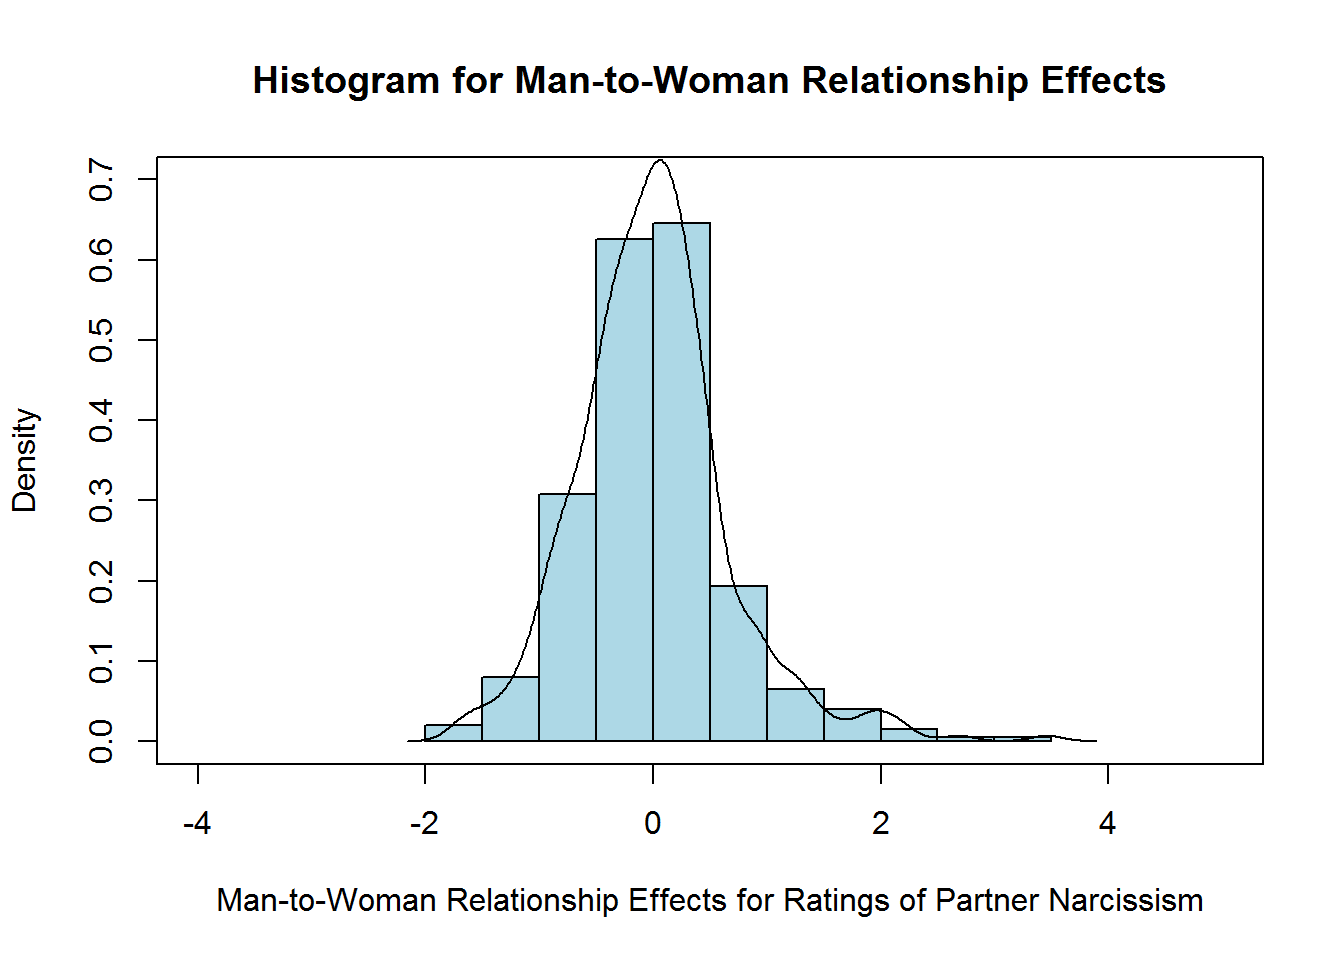 Histogram for Man-to-Woman Relationship Effects
Density
0.7
0.6
0.5
0.4
0.3
0.2
0.1
0.0
-4 -2 0 2 4
Man-to-Woman Relationship Effects for Ratings of Partner Narcissism